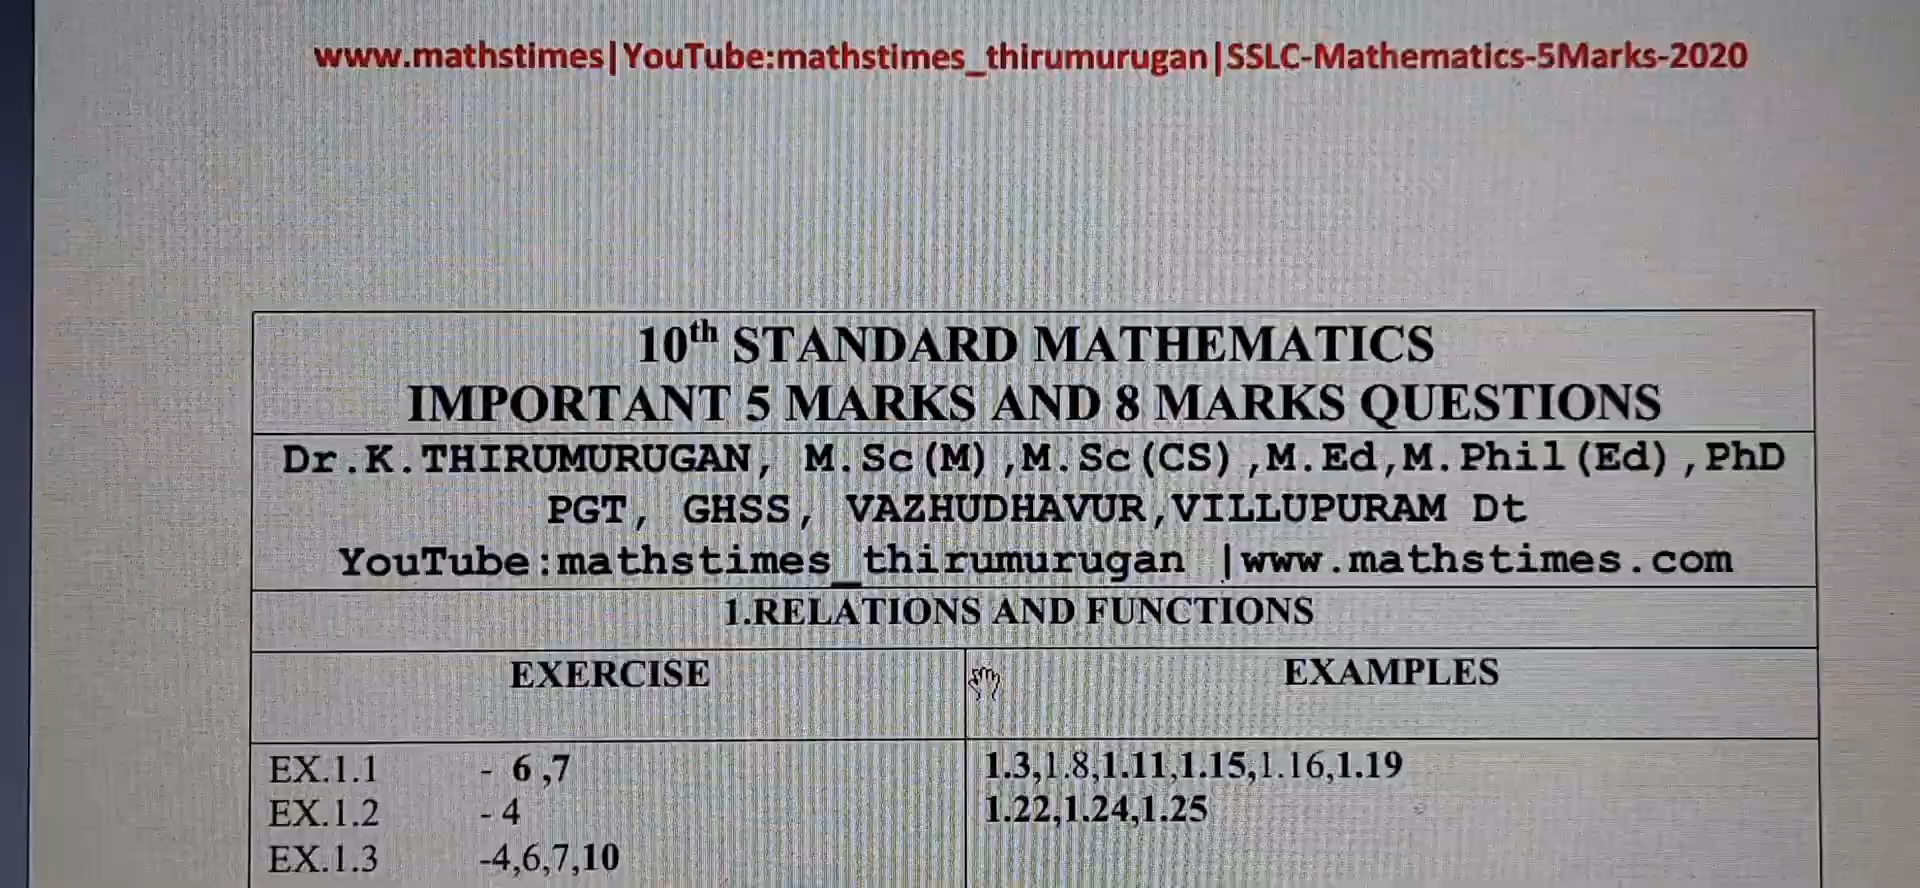 www.mathstimes|YouTube:mathstimes_thirumurugan|SSLC-Mathematics-5Marks-2020
10th STANDARD MATHEMATICS
IMPORTANT 5 MARKS AND 8 MARKS QUESTIONS
Dr.K.THIRUMURUGAN, M.Sc(M),M.Sc(CS),M.Ed,M.Phil(Ed),PhD
PGT, GHSS, VAZHUDHAVUR,VILLUPURAM Dt
YouTube:mathstimes_thirumurugan |www.mathstimes.com
1.RELATIONS AND FUNCTIONS
EXERCISE EXAMPLES
EX.1.1 - 6,7 1.3,1.8,1.11,1.15,1.16,1.19
EX.1.2 - 4 1.22,1.24,1.25
EX.1.3 -4,6,7,10